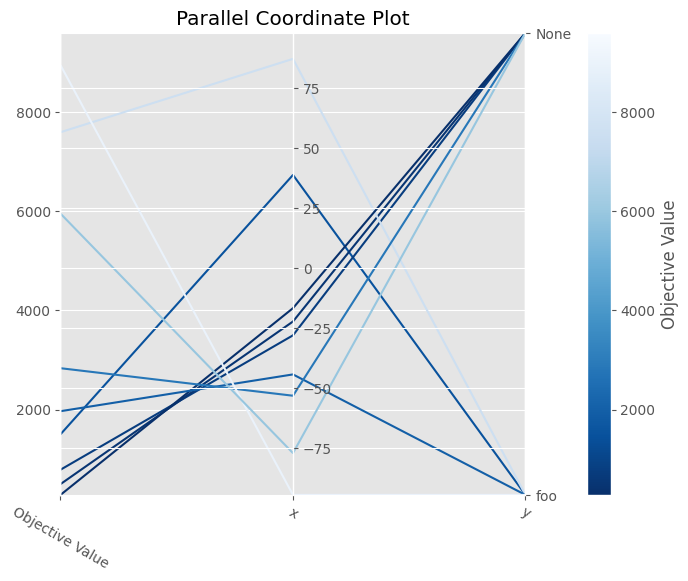 Parallel Coordinate Plot
None
8000
6000
4000
2000
75
50
25
0
−25
−50
−75
foo
8000
6000
4000
2000
Objective Value
Objective Value
x
y